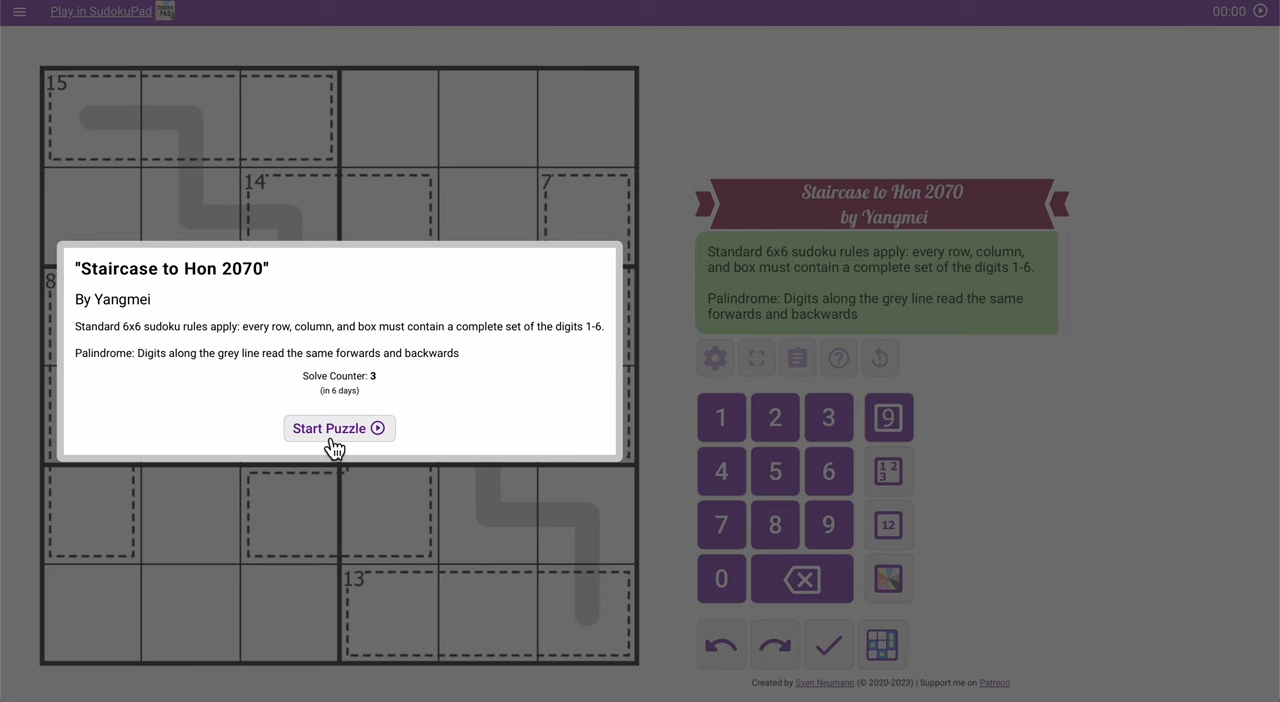 Play in SudokuPad
00:00
15
14
7
8
13
"Staircase to Hon 2070"
By Yangmei
Standard 6x6 sudoku rules apply: every row, column, and box must contain a complete set of the digits 1-6.
Palindrome: Digits along the grey line read the same forwards and backwards
Solve Counter: 3
(in 6 days)
Start Puzzle
Staircase to Hon 2070
by Yangmei
Standard 6x6 sudoku rules apply: every row, column,
and box must contain a complete set of the digits 1-6.
Palindrome: Digits along the grey line read the same
forwards and backwards
1 2 3 9
4 5 6 1 2 3
7 8 9 12
0
Created by Sven Neumann (© 2020-2023) | Support me on Patreon